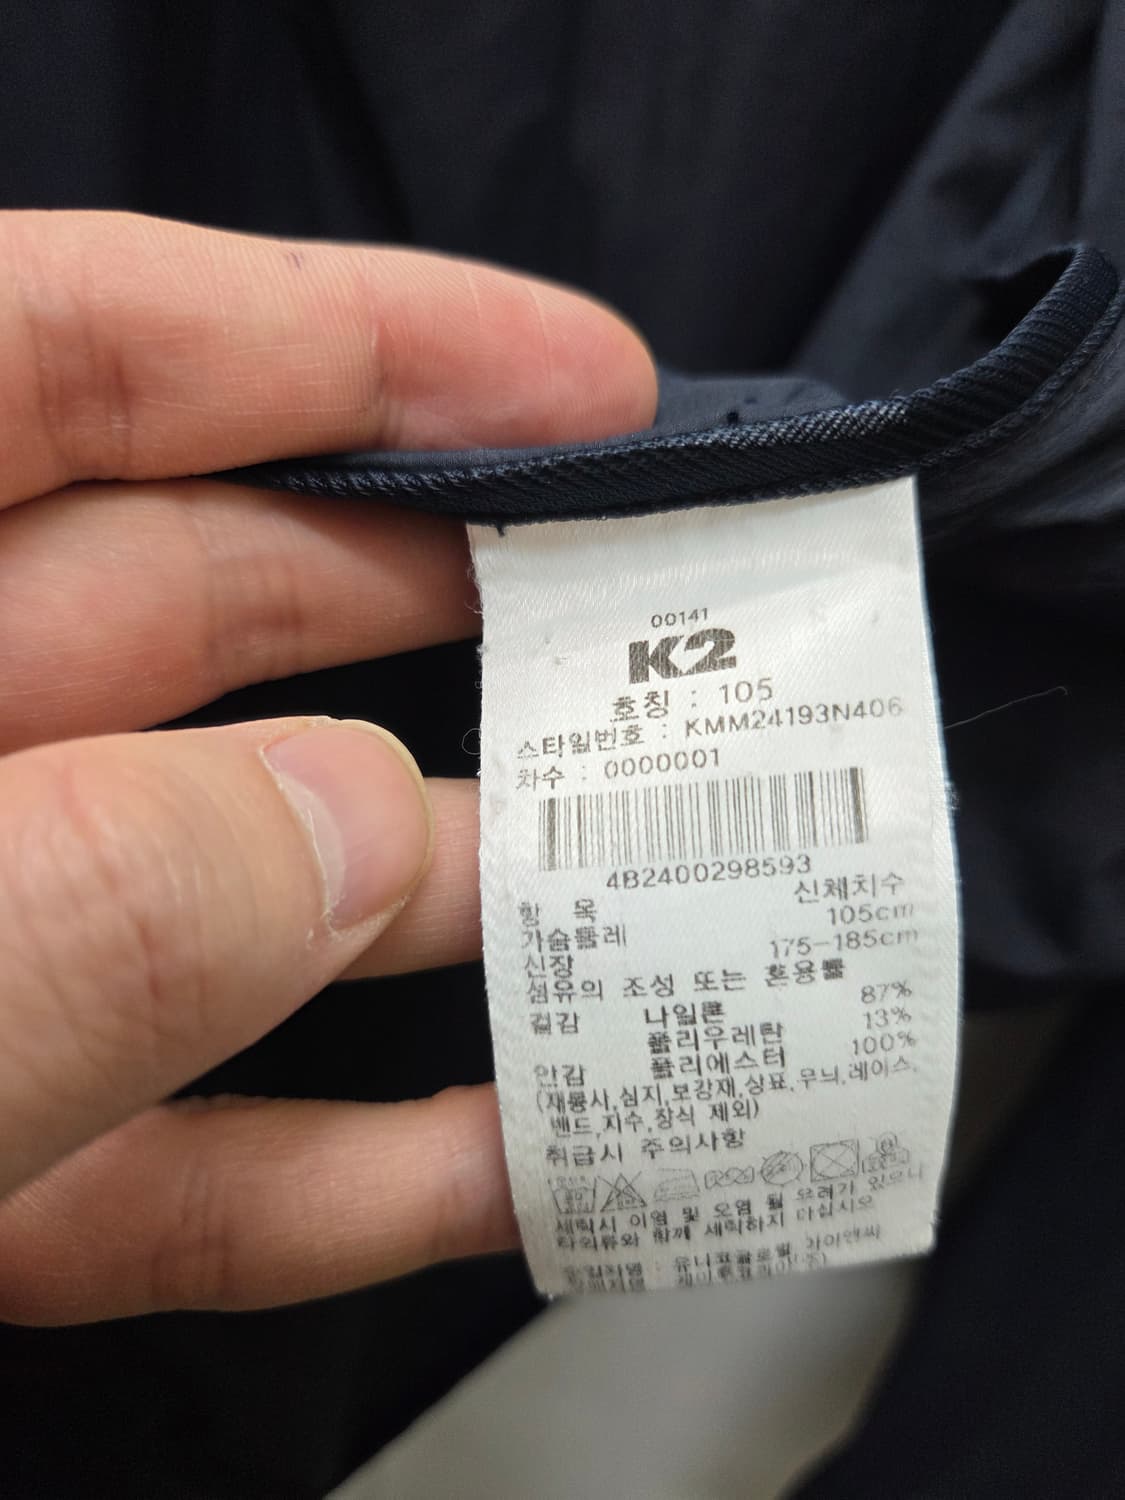 00141
K2
호칭 : 105
스타일번호 : KMM24193N406
차수 : 0000001
4B2400298593
항 목 신체치수
가슴둘레 105cm
신장 175-185cm
섬유의 조성 또는 혼용률
겉감 나일론 87%
폴리우레탄 13%
안감 폴리에스터 100%
(재봉사,심지,보강재,상표,무늬,레이스,
밴드,자수,장식 제외)
취급시 주의사항
세탁시 이염 및 오염 될 우려가 있으니
타의류와 함께 세탁하지 마십시오